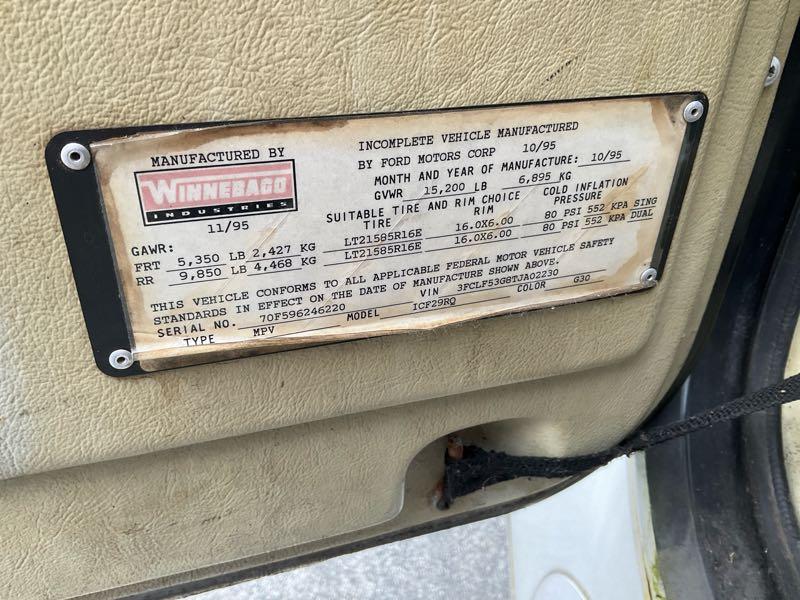 MANUFACTURED BY
WINNEBAGO
INDUSTRIES
11/95
INCOMPLETE VEHICLE MANUFACTURED
BY FORD MOTORS CORP 10/95
MONTH AND YEAR OF MANUFACTURE: 10/95
GVWR 15,200 LB 6,895 KG
SUITABLE TIRE AND RIM CHOICE COLD INFLATION
TIRE RIM PRESSURE
GAWR:
FRT 5,350 LB 2,427 KG LT21585R16E 16.0X6.00 80 PSI 552 KPA SING
RR 9,850 LB 4,468 KG LT21585R16E 16.0X6.00 80 PSI 552 KPA DUAL
THIS VEHICLE CONFORMS TO ALL APPLICABLE FEDERAL MOTOR VEHICLE SAFETY
STANDARDS IN EFFECT ON THE DATE OF MANUFACTURE SHOWN ABOVE.
SERIAL NO. 70F596246220 VIN 3FCLF53G8TJA02230 COLOR G30
TYPE MPV MODEL ICF29RQ